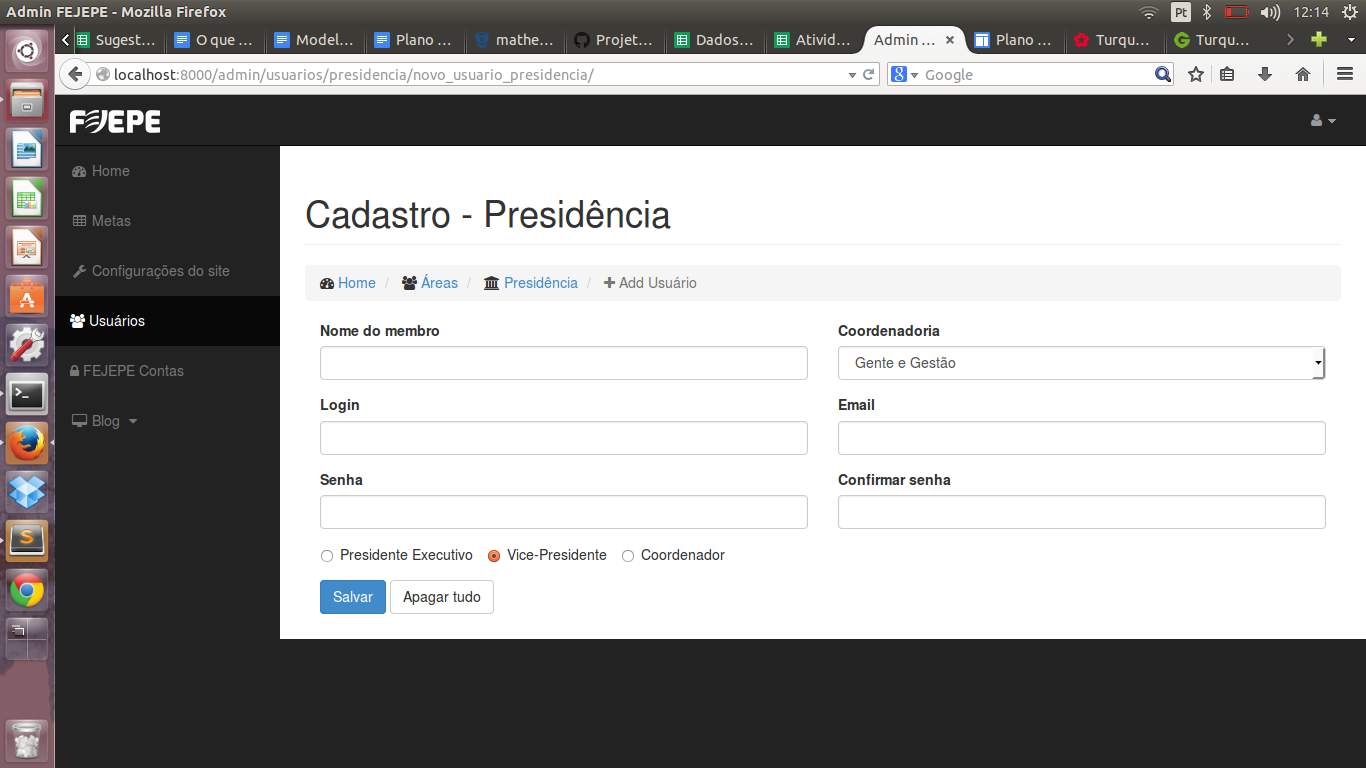 Admin FEJEPE - Mozilla Firefox
Pt
12:14
Sugest...
O que ...
Model...
Plano ...
mathe...
Projet...
Dados...
Ativid...
Admin ...
Plano ...
Turqu...
Turqu...
localhost:8000/admin/usuarios/presidencia/novo_usuario_presidencia/
Google
FEJEPE
Home
Metas
Configurações do site
Usuários
FEJEPE Contas
Blog
Cadastro - Presidência
Home / Áreas / Presidência / Add Usuário
Nome do membro
Coordenadoria
Gente e Gestão
Login
Email
Senha
Confirmar senha
Presidente Executivo
Vice-Presidente
Coordenador
Salvar
Apagar tudo